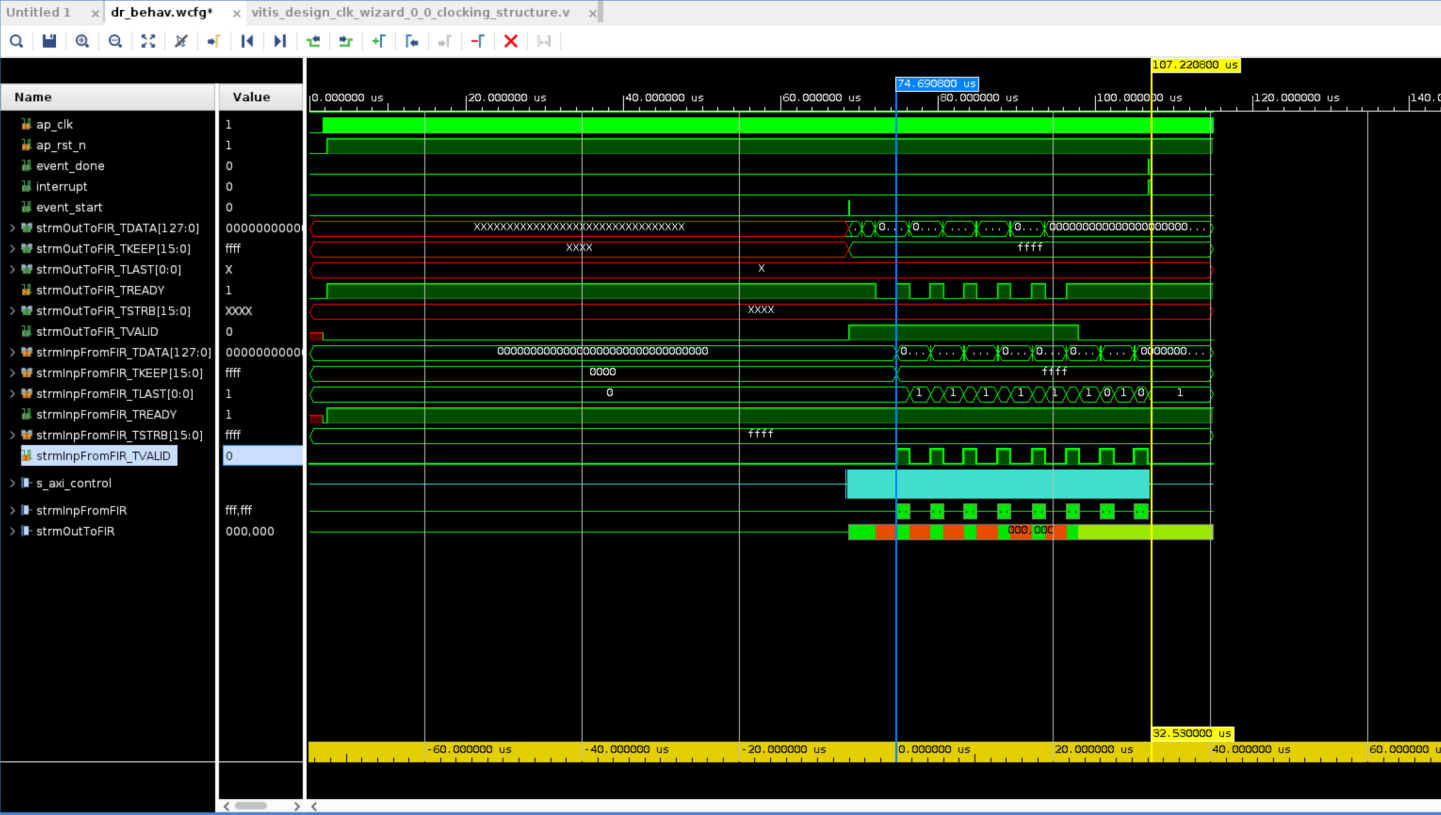 Untitled 1 × dr_behav.wcfg* × vitis_design_clk_wizard_0_0_clocking_structure.v ×
107.220800 us
74.690800 us
Name Value
0.000000 us 20.000000 us 40.000000 us 60.000000 us 80.000000 us 100.000000 us 120.000000 us 140.
ap_clk 1
ap_rst_n 1
event_done 0
interrupt 0
event_start 0
strmOutToFIR_TDATA[127:0] 00000000000 XXXXXXXXXXXXXXXXXXXXXXXXXXXXXXXX . 0... 0... ... ... 0... 00000000000000000000000...
strmOutToFIR_TKEEP[15:0] ffff XXXX ffff
strmOutToFIR_TLAST[0:0] X X
strmOutToFIR_TREADY 1
strmOutToFIR_TSTRB[15:0] XXXX XXXX
strmOutToFIR_TVALID 0
strmInpFromFIR_TDATA[127:0] 00000000000 00000000000000000000000000000000 0... ... ... 0... 0... 0... ... 0000000...
strmInpFromFIR_TKEEP[15:0] ffff 0000 ffff
strmInpFromFIR_TLAST[0:0] 1 0 1 1 1 1 1 1 0 1 0 1
strmInpFromFIR_TREADY 1
strmInpFromFIR_TSTRB[15:0] ffff ffff
strmInpFromFIR_TVALID 0
s_axi_control
strmInpFromFIR fff,fff .. .. .. .. .. .. .. ..
strmOutToFIR 000,000 000,000
32.530000 us
-60.000000 us -40.000000 us -20.000000 us 0.000000 us 20.000000 us 40.000000 us 60.000000 u